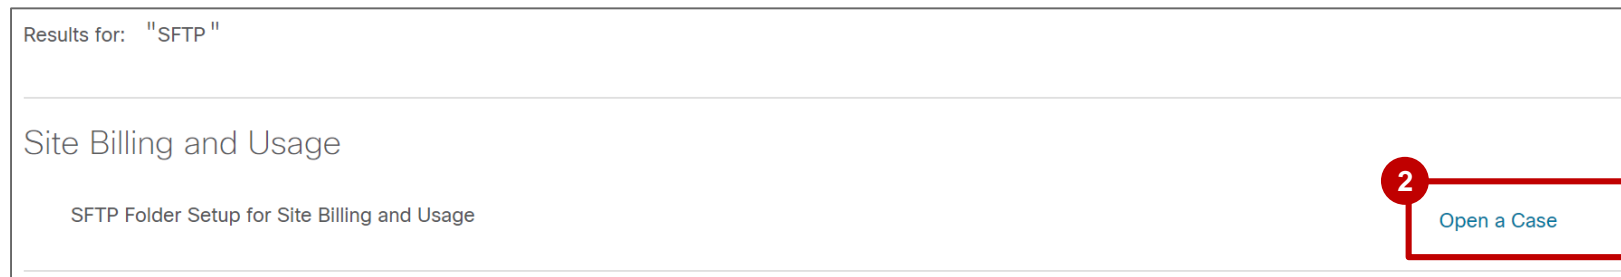 Results for: "SFTP"
Site Billing and Usage
2
SFTP Folder Setup for Site Billing and Usage
Open a Case